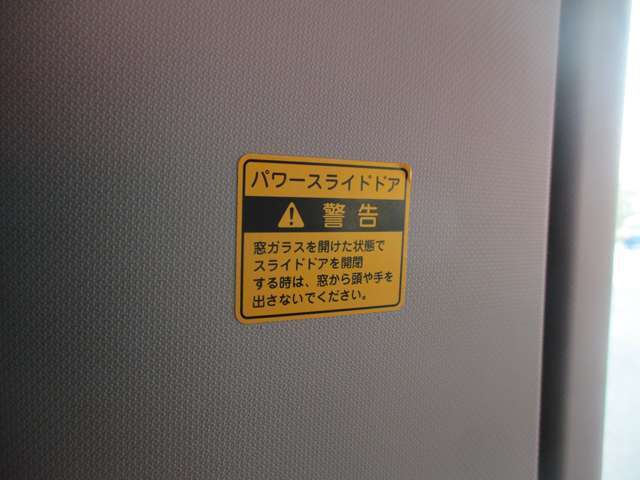 パワースライドドア
警告
窓ガラスを開けた状態で
スライドドアを開閉
する時は、窓から頭や手を
出さないでください。